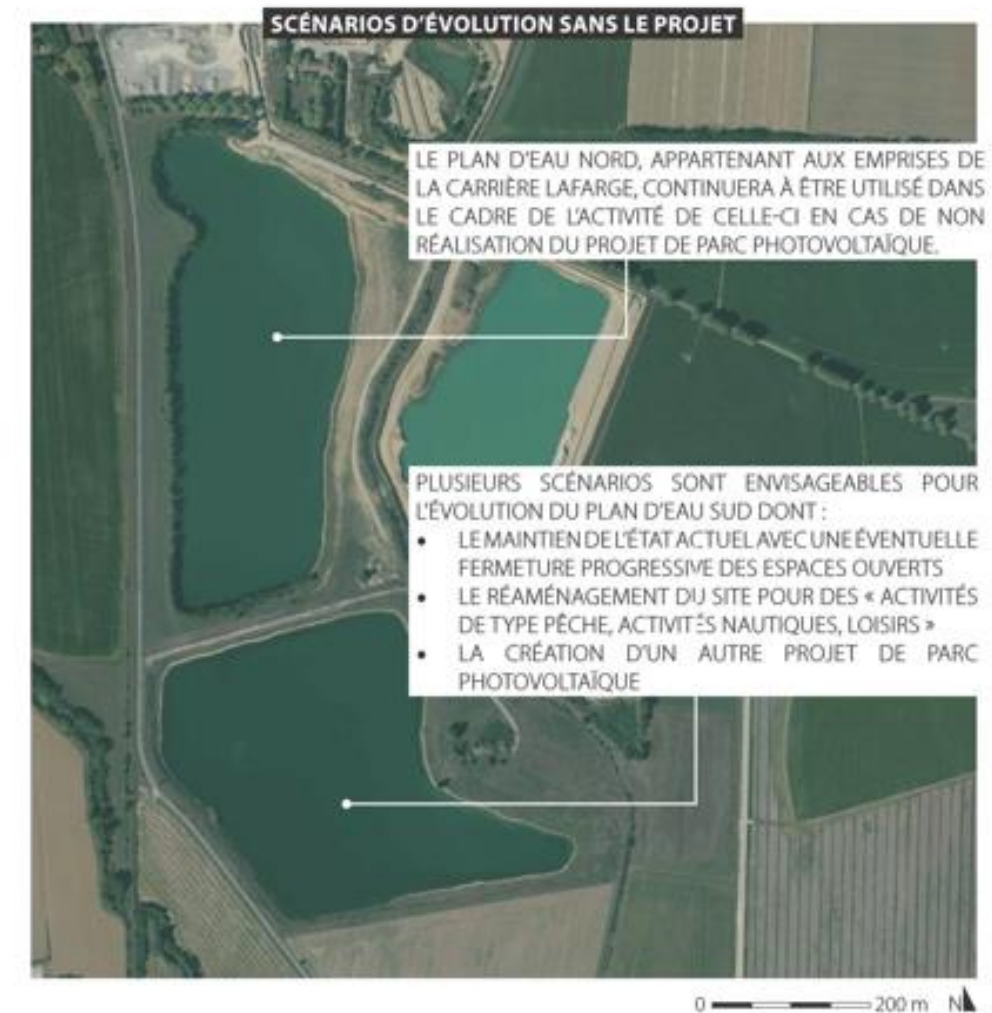 SCÉNARIOS D'ÉVOLUTION SANS LE PROJET
LE PLAN D'EAU NORD, APPARTENANT AUX EMPRISES DE
LA CARRIÈRE LAFARGE, CONTINUERA À ÊTRE UTILISÉ DANS
LE CADRE DE L'ACTIVITÉ DE CELLE-CI EN CAS DE NON
RÉALISATION DU PROJET DE PARC PHOTOVOLTAÏQUE.
PLUSIEURS SCÉNARIOS SONT ENVISAGEABLES POUR
L'ÉVOLUTION DU PLAN D'EAU SUD DONT :
• LE MAINTIEN DE L'ÉTAT ACTUEL AVEC UNE ÉVENTUELLE
FERMETURE PROGRESSIVE DES ESPACES OUVERTS
• LE RÉAMÉNAGEMENT DU SITE POUR DES « ACTIVITÉS
DE TYPE PÊCHE, ACTIVITÉS NAUTIQUES, LOISIRS »
• LA CRÉATION D'UN AUTRE PROJET DE PARC
PHOTOVOLTAÏQUE
0 200 m N